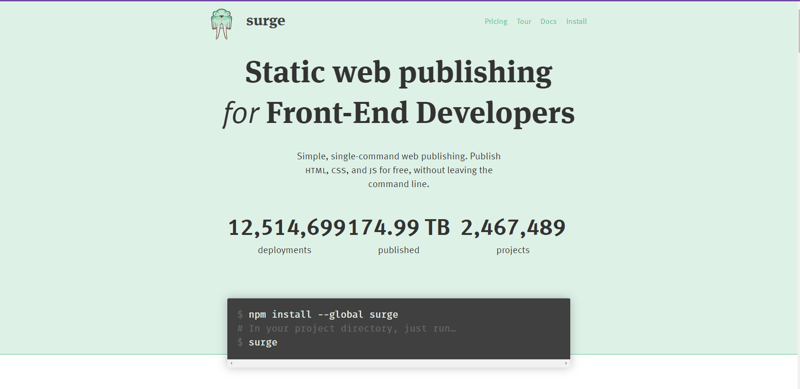 surge
Pricing Tour Docs Install
Static web publishing
for Front-End Developers
Simple, single-command web publishing. Publish
HTML, CSS, and JS for free, without leaving the
command line.
12,514,699 174.99 TB 2,467,489
deployments published projects
$ npm install --global surge
# In your project directory, just run…
$ surge